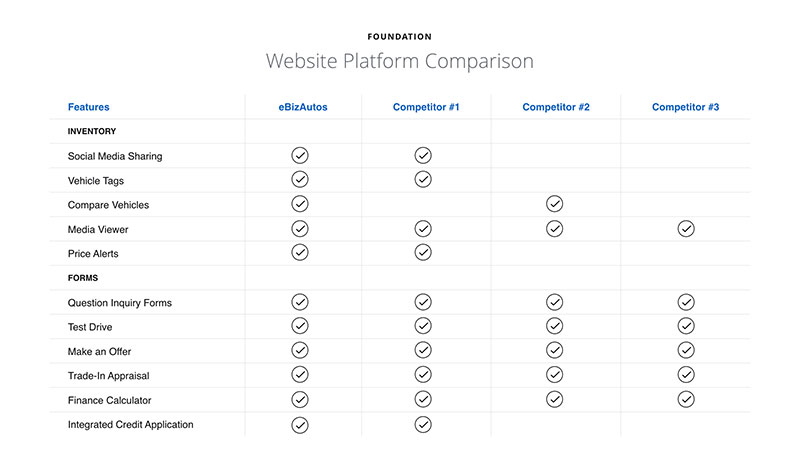 FOUNDATION
Website Platform Comparison
Features eBizAutos Competitor #1 Competitor #2 Competitor #3
INVENTORY
Social Media Sharing
Vehicle Tags
Compare Vehicles
Media Viewer
Price Alerts
FORMS
Question Inquiry Forms
Test Drive
Make an Offer
Trade-In Appraisal
Finance Calculator
Integrated Credit Application